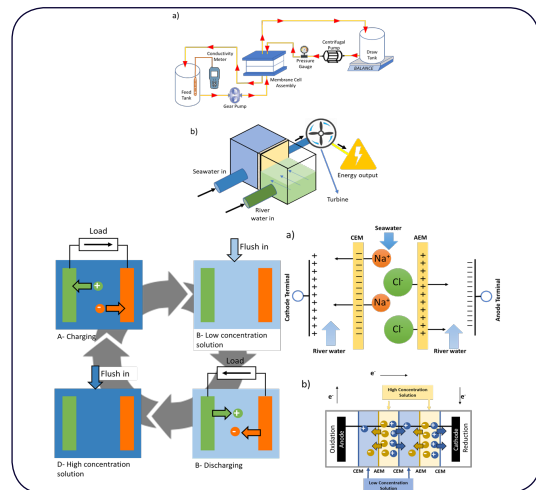 a)
Conductivity
Meter
Feed
Tank
Gear Pump
Membrane Cell
Assembly
Pressure
Gauge
Centrifugal
Pump
Draw
Tank
BALANCE
b)
Seawater in
River
water in
Turbine
Energy output
Load
+
-
A- Charging
Flush in
B- Low concentration
solution
Flush in
D- High concentration
solution
Load
+
-
B- Discharging
a)
Seawater
CEM
AEM
Na⁺
Cl⁻
Na⁺
Cl⁻
Cathode Terminal
Anode Terminal
River water
River water
b)
e⁻
e⁻
e⁻
High Concentration
Solution
Oxidation
Anode
Cathode
Reduction
CEM
AEM
CEM
AEM
CEM
Low Concentration
Solution